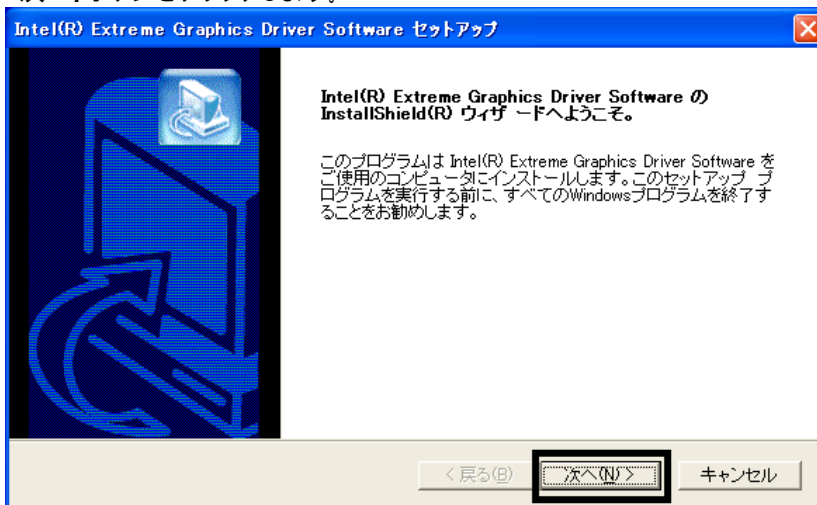 Intel(R) Extreme Graphics Driver Software セットアップ
Intel(R) Extreme Graphics Driver Software の
InstallShield(R) ウィザ ードへようこそ。
このプログラムは Intel(R) Extreme Graphics Driver Software を
ご使用のコンピュータにインストールします。このセットアップ プ
ログラムを実行する前に、すべてのWindowsプログラムを終了す
ることをお勧めします。
< 戻る(B)
次へ(N) >
キャンセル